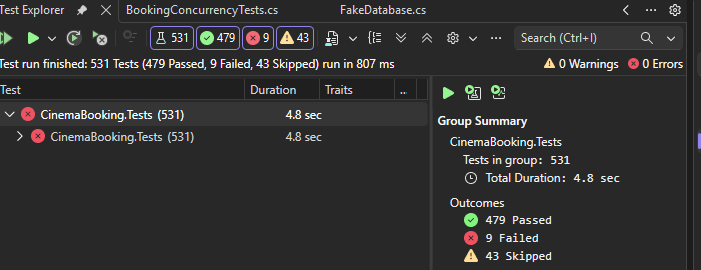 Test Explorer BookingConcurrencyTests.cs FakeDatabase.cs
531 479 9 43 Search (Ctrl+I)
Test run finished: 531 Tests (479 Passed, 9 Failed, 43 Skipped) run in 807 ms 0 Warnings 0 Errors
Test Duration Traits ...
CinemaBooking.Tests (531) 4.8 sec
CinemaBooking.Tests (531) 4.8 sec
Group Summary
CinemaBooking.Tests
Tests in group: 531
Total Duration: 4.8 sec
Outcomes
479 Passed
9 Failed
43 Skipped